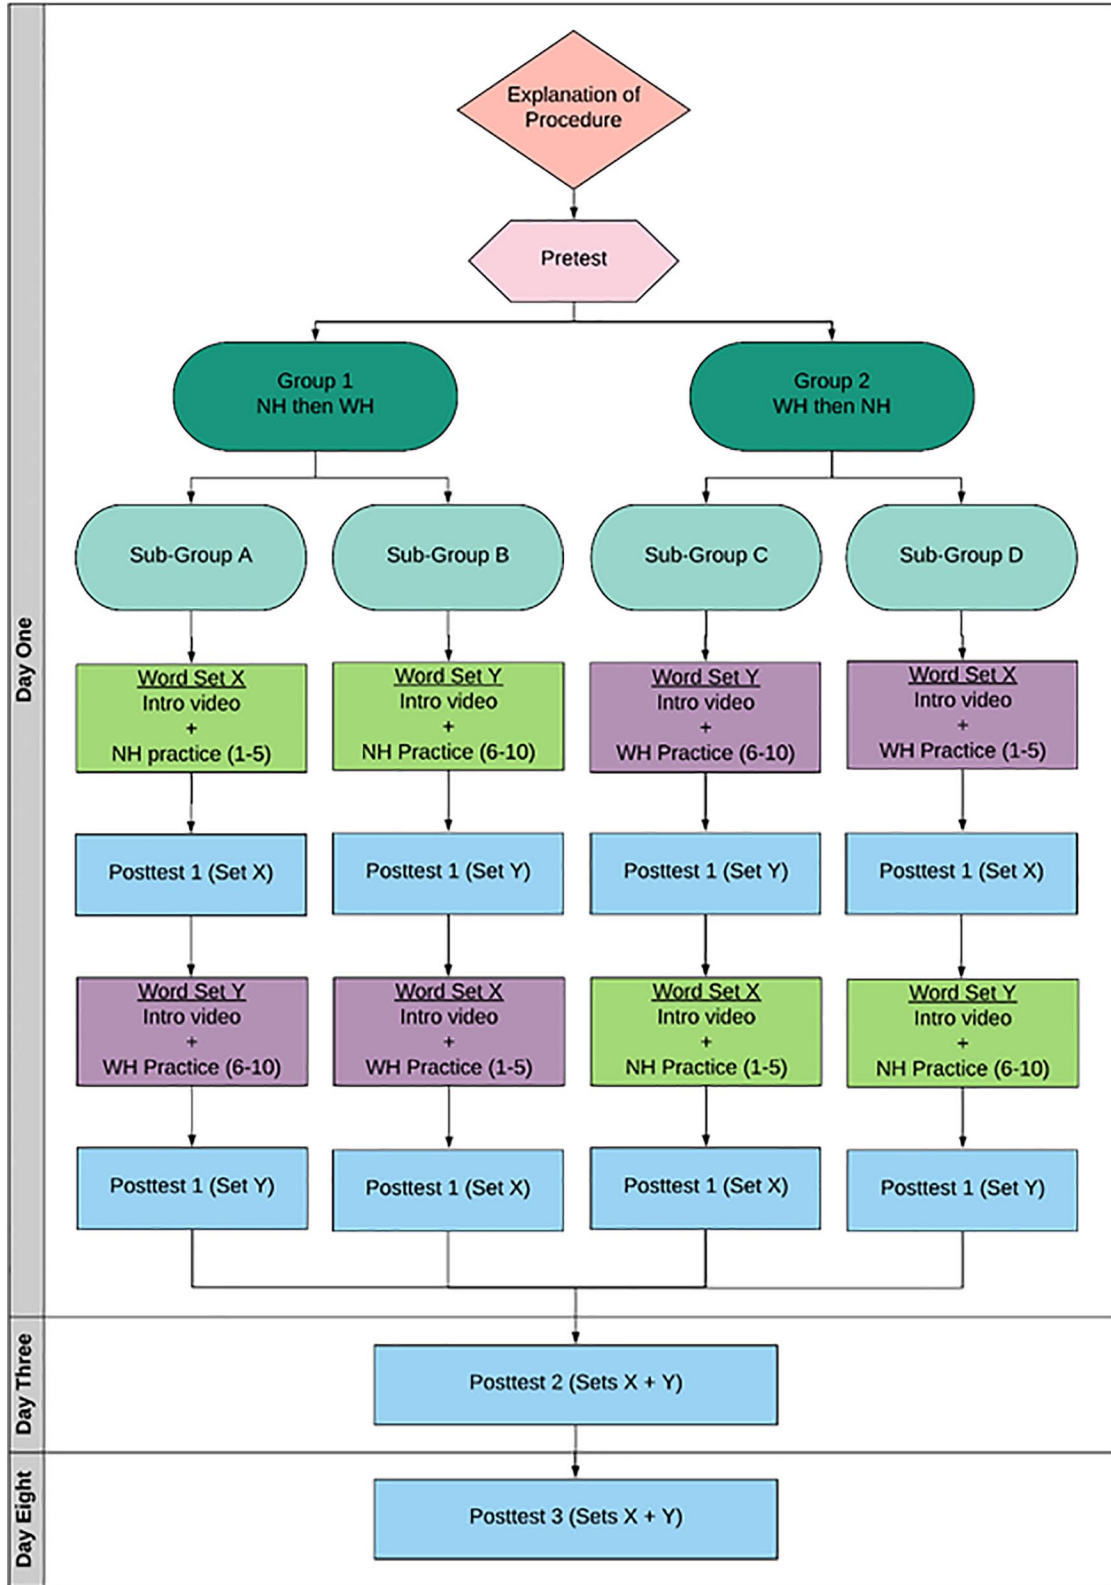 Explanation of
Procedure
Pretest
Group 1
NH then WH
Group 2
WH then NH
Sub-Group A
Sub-Group B
Sub-Group C
Sub-Group D
Word Set X
Intro video
+
NH practice (1-5)
Word Set Y
Intro video
+
NH Practice (6-10)
Word Set Y
Intro video
+
WH Practice (6-10)
Word Set X
Intro video
+
WH Practice (1-5)
Posttest 1 (Set X)
Posttest 1 (Set Y)
Posttest 1 (Set Y)
Posttest 1 (Set X)
Word Set Y
Intro video
+
WH Practice (6-10)
Word Set X
Intro video
+
WH Practice (1-5)
Word Set X
Intro video
+
NH Practice (1-5)
Word Set Y
Intro video
+
NH Practice (6-10)
Posttest 1 (Set Y)
Posttest 1 (Set X)
Posttest 1 (Set X)
Posttest 1 (Set Y)
Day One
Posttest 2 (Sets X + Y)
Day Three
Posttest 3 (Sets X + Y)
Day Eight